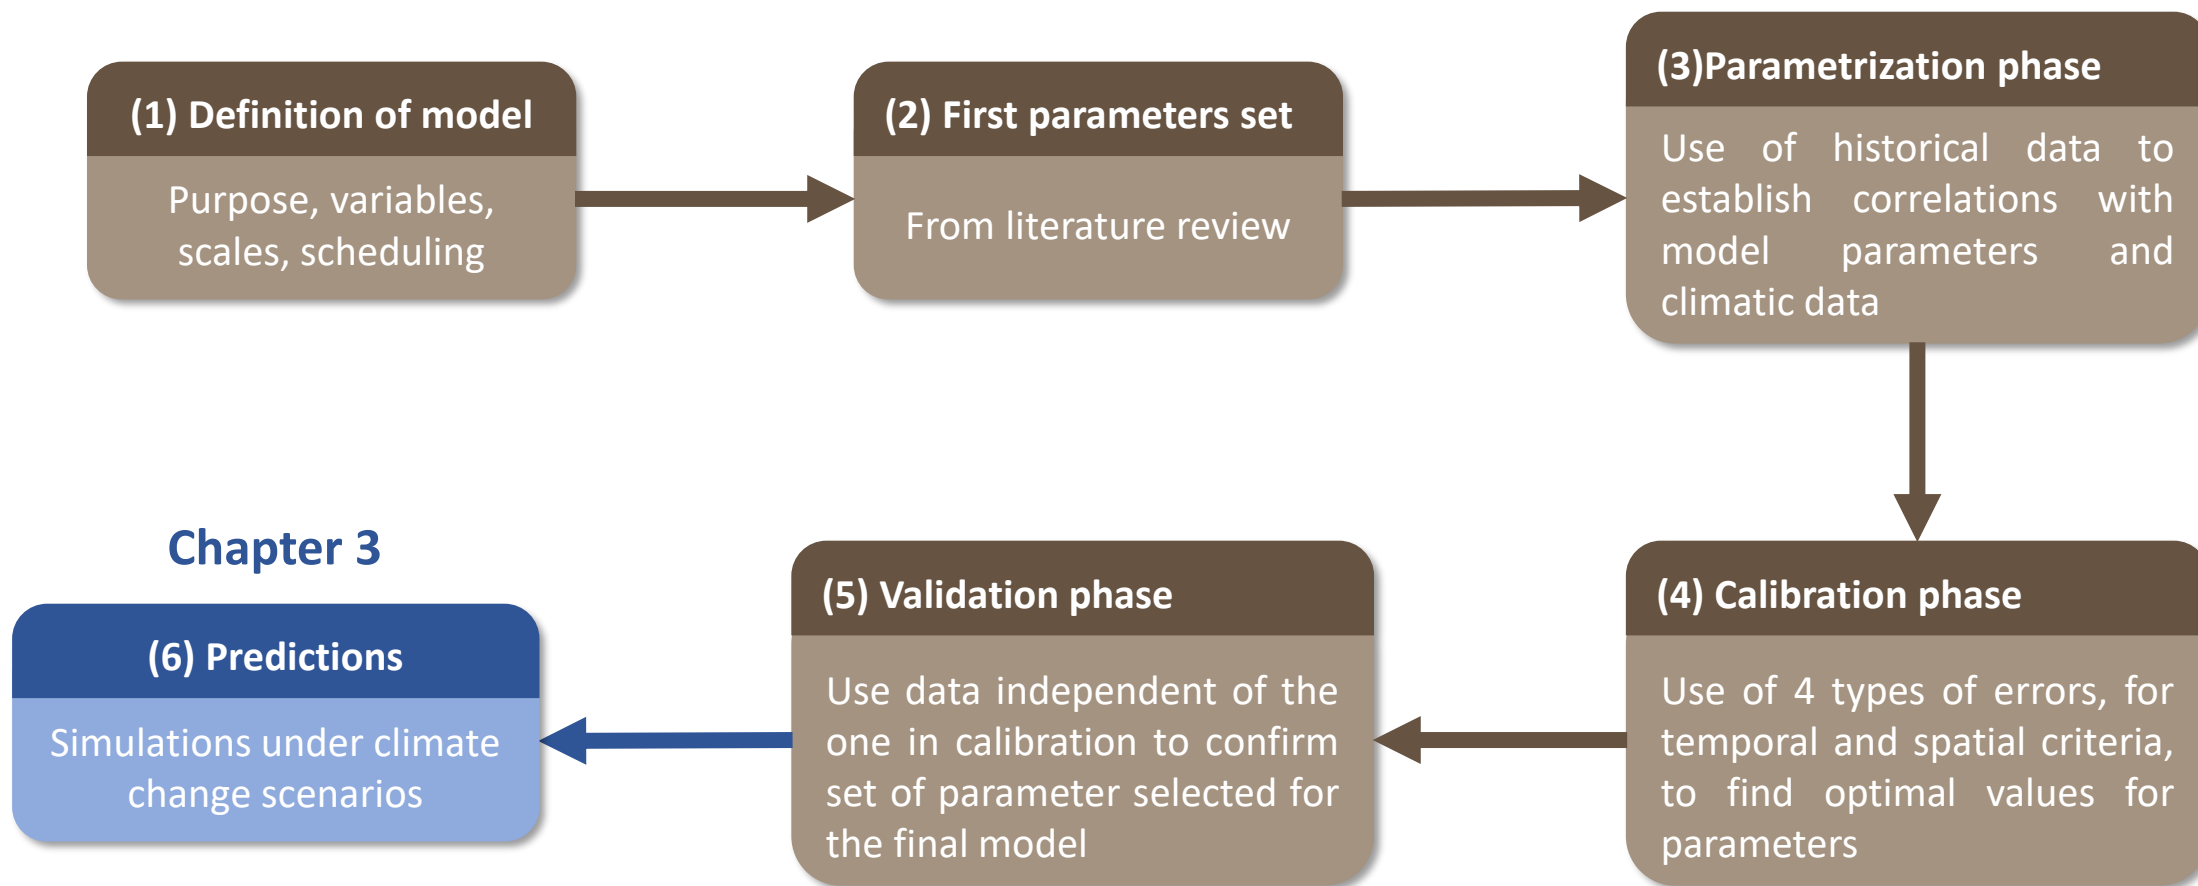 (1) Definition of model
Purpose, variables,
scales, scheduling
(2) First parameters set
From literature review
(3)Parametrization phase
Use of historical data to
establish correlations with
model parameters and
climatic data
(4) Calibration phase
Use of 4 types of errors, for
temporal and spatial criteria,
to find optimal values for
parameters
(5) Validation phase
Use data independent of the
one in calibration to confirm
set of parameter selected for
the final model
Chapter 3
(6) Predictions
Simulations under climate
change scenarios